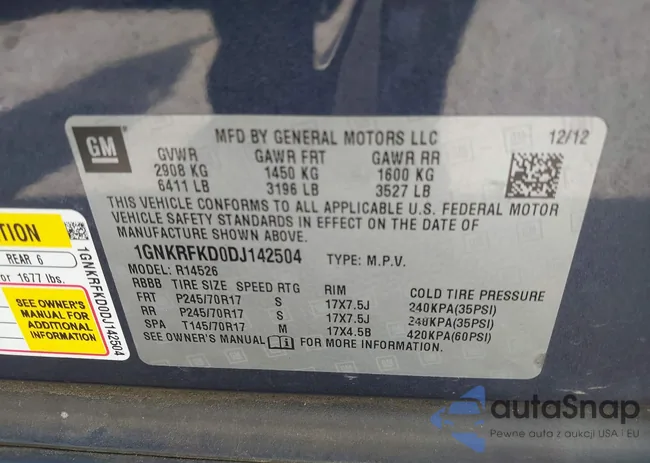 GM
MFD BY GENERAL MOTORS LLC 12/12
GVWR GAWR FRT GAWR RR
2908 KG 1450 KG 1600 KG
6411 LB 3196 LB 3527 LB
THIS VEHICLE CONFORMS TO ALL APPLICABLE U.S. FEDERAL MOTOR
VEHICLE SAFETY STANDARDS IN EFFECT ON THE DATE OF
MANUFACTURE SHOWN ABOVE.
1GNKRFKD0DJ142504 TYPE: M.P.V.
MODEL: R14526
RBBB TIRE SIZE SPEED RTG RIM COLD TIRE PRESSURE
FRT P245/70R17 S 17X7.5J 240KPA(35PSI)
RR P245/70R17 S 17X7.5J 240KPA(35PSI)
SPA T145/70R17 M 17X4.5B 420KPA(60PSI)
SEE OWNER'S MANUAL FOR MORE INFORMATION.
TION
REAR 6
or 1677 lbs.
SEE OWNER'S
MANUAL FOR
ADDITIONAL
INFORMATION
1GNKRFKD0DJ142504
autaSnap
Pewne auto z aukcji USA i EU